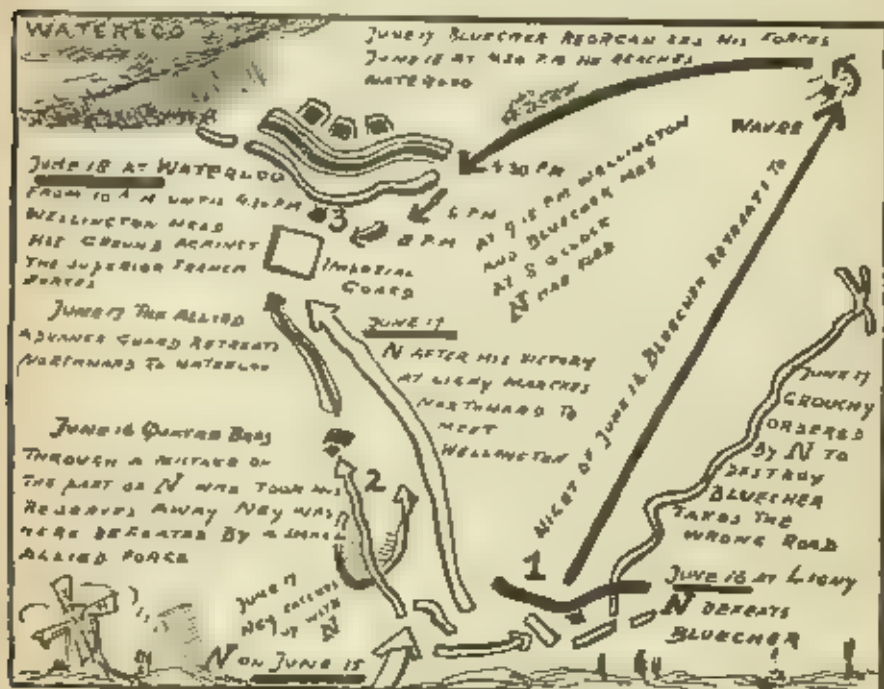 WATERLOO
JUNE 17 BLUECHER REORGANIZES HIS FORCES
JUNE 18 AT 4:30 PM HE REACHES
WATERLOO
WAVRE
4:30 PM
6 PM
8 PM
3
JUNE 18 AT WATERLOO
FROM 10 AM UNTIL 4:30 PM
WELLINGTON HELD
HIS GROUND AGAINST
THE SUPERIOR FRENCH
FORCES
IMPERIAL
GUARD
AT 9.15 PM WELLINGTON
AND BLUECHER MET
AT 8 O'CLOCK
N HAD FLED
JUNE 17 THE ALLIED
ADVANCE GUARD RETREATS
NORTHWARD TO WATERLOO
JUNE 17
N AFTER HIS VICTORY
AT LIGNY MARCHES
NORTHWARD TO
MEET
WELLINGTON
NIGHT OF JUNE 16 BLUECHER RETREATS TO
JUNE 17
GROUCHY
ORDERED
BY N TO
DESTROY
BLUECHER
TAKES THE
WRONG ROAD
JUNE 16 QUATRE BRAS
THROUGH A MISTAKE ON
THE PART OF N WHO TOOK HIS
RESERVES AWAY NEY WAS
HERE DEFEATED BY A SMALL
ALLIED FORCE
2
1
JUNE 17
NEY
UP WITH
N
JUNE 16 AT LIGNY
N DEFEATS
BLUECHER
N ON JUNE 15